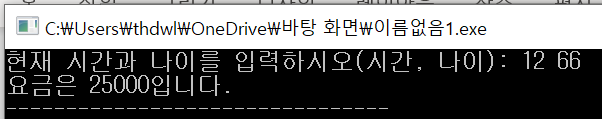 C:₩Users₩thdwl₩OneDrive₩바탕 화면₩이름없음1.exe
현재 시간과 나이를 입력하시오(시간, 나이): 12 66
요금은 25000입니다.
--------------------------------